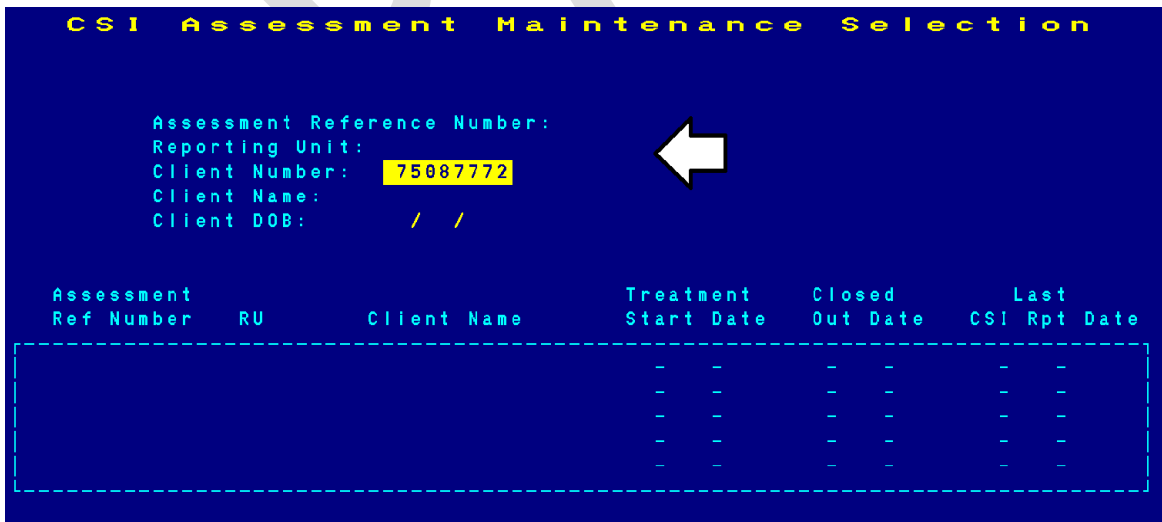 CSI Assessment Maintenance Selection
Assessment Reference Number:
Reporting Unit:
Client Number: 75087772
Client Name:
Client DOB: / /
Assessment Treatment Closed Last
Ref Number RU Client Name Start Date Out Date CSI Rpt Date
- - - - - -
- - - - - -
- - - - - -
- - - - - -
- - - - - -